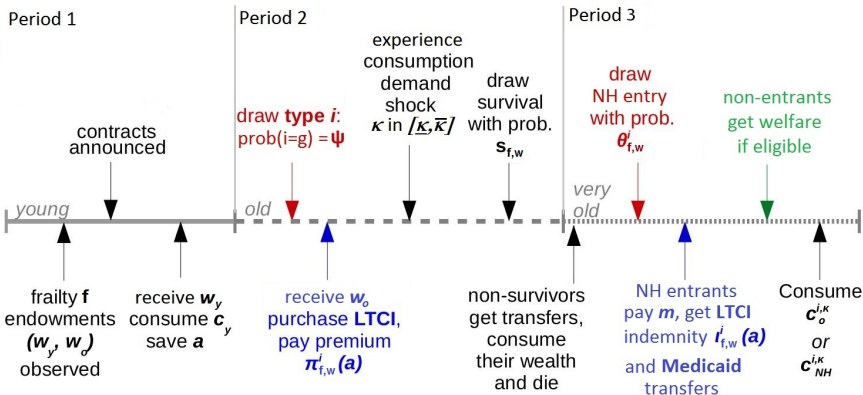 Period 1
Period 2
Period 3
contracts
announced
draw type i:
prob(i=g) = ψ
experience
consumption
demand
shock
κ in [κ̲,κ̅]
draw
survival
with prob.
s_f,w
draw
NH entry
with prob.
θ^i_f,w
non-entrants
get welfare
if eligible
young
old
very
old
frailty f
endowments
(w_y, w_o)
observed
receive w_y
consume c_y
save a
receive w_o
purchase LTCI,
pay premium
π^i_f,w(a)
non-survivors
get transfers,
consume
their wealth
and die
NH entrants
pay m, get LTCI
indemnity ι^i_f,w(a)
and Medicaid
transfers
Consume
c_o^i,κ
or
c_NH^i,κ